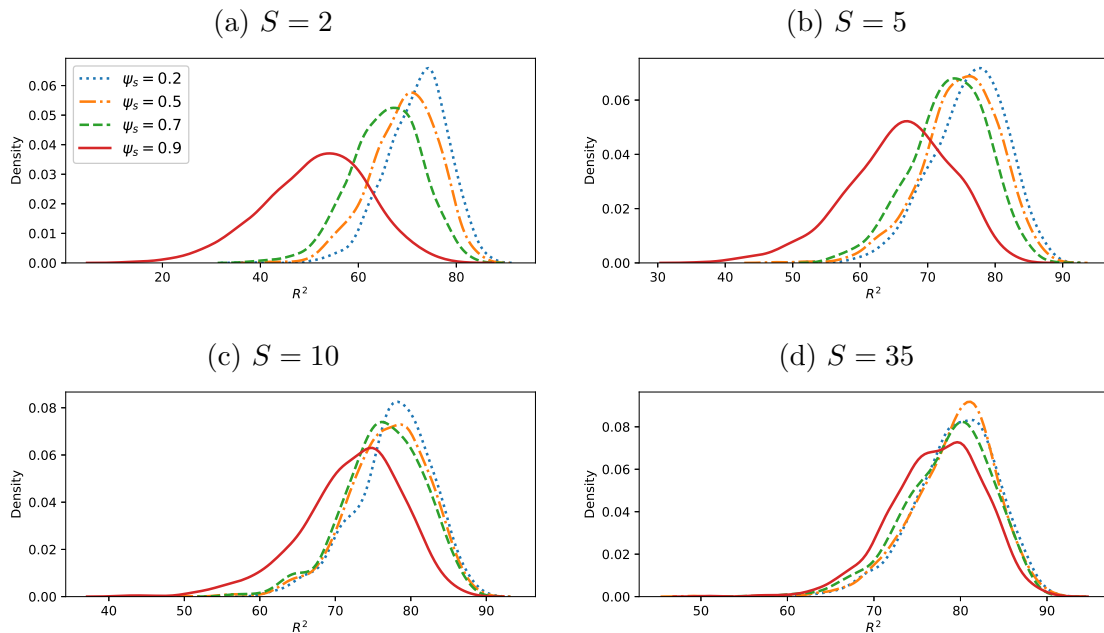 (a) S = 2
0.06
0.05
0.04
0.03
0.02
0.01
0.00
Density
ψs = 0.2
ψs = 0.5
ψs = 0.7
ψs = 0.9
20 40 60 80
R²
(b) S = 5
0.06
0.04
0.02
0.00
Density
30 40 50 60 70 80 90
R²
(c) S = 10
0.08
0.06
0.04
0.02
0.00
Density
40 50 60 70 80 90
R²
(d) S = 35
0.08
0.06
0.04
0.02
0.00
Density
50 60 70 80 90
R²